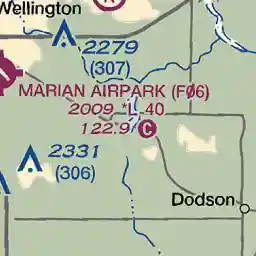 Wellington
2279
(307)
MARIAN AIRPARK (F06)
2009 *L 40
122.9 C
2331
(306)
Dodson